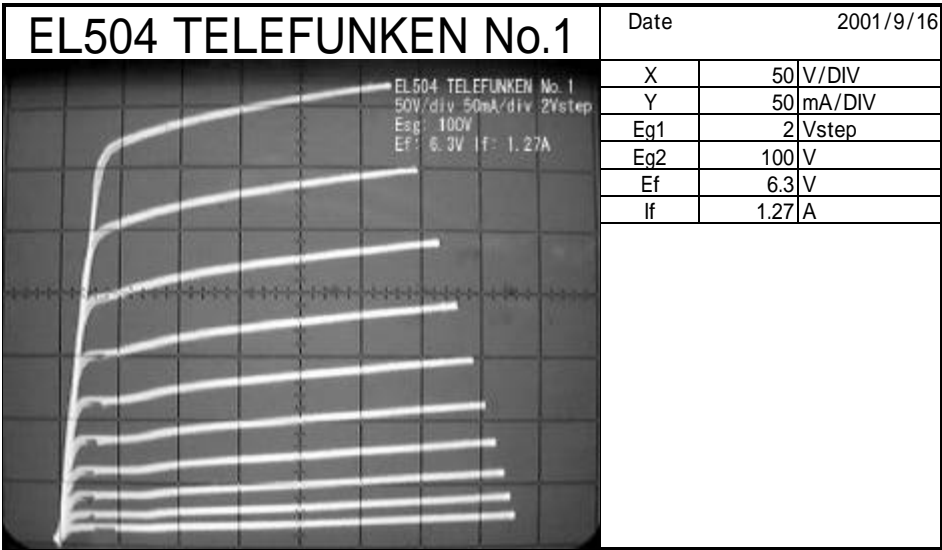 EL504 TELEFUNKEN No.1
Date 2001/9/16
X 50 V/DIV
Y 50 mA/DIV
Eg1 2 Vstep
Eg2 100 V
Ef 6.3 V
If 1.27 A
EL504 TELEFUNKEN No.1
50V/div 50mA/div 2Vstep
Esg: 100V
Ef: 6.3V If: 1.27A